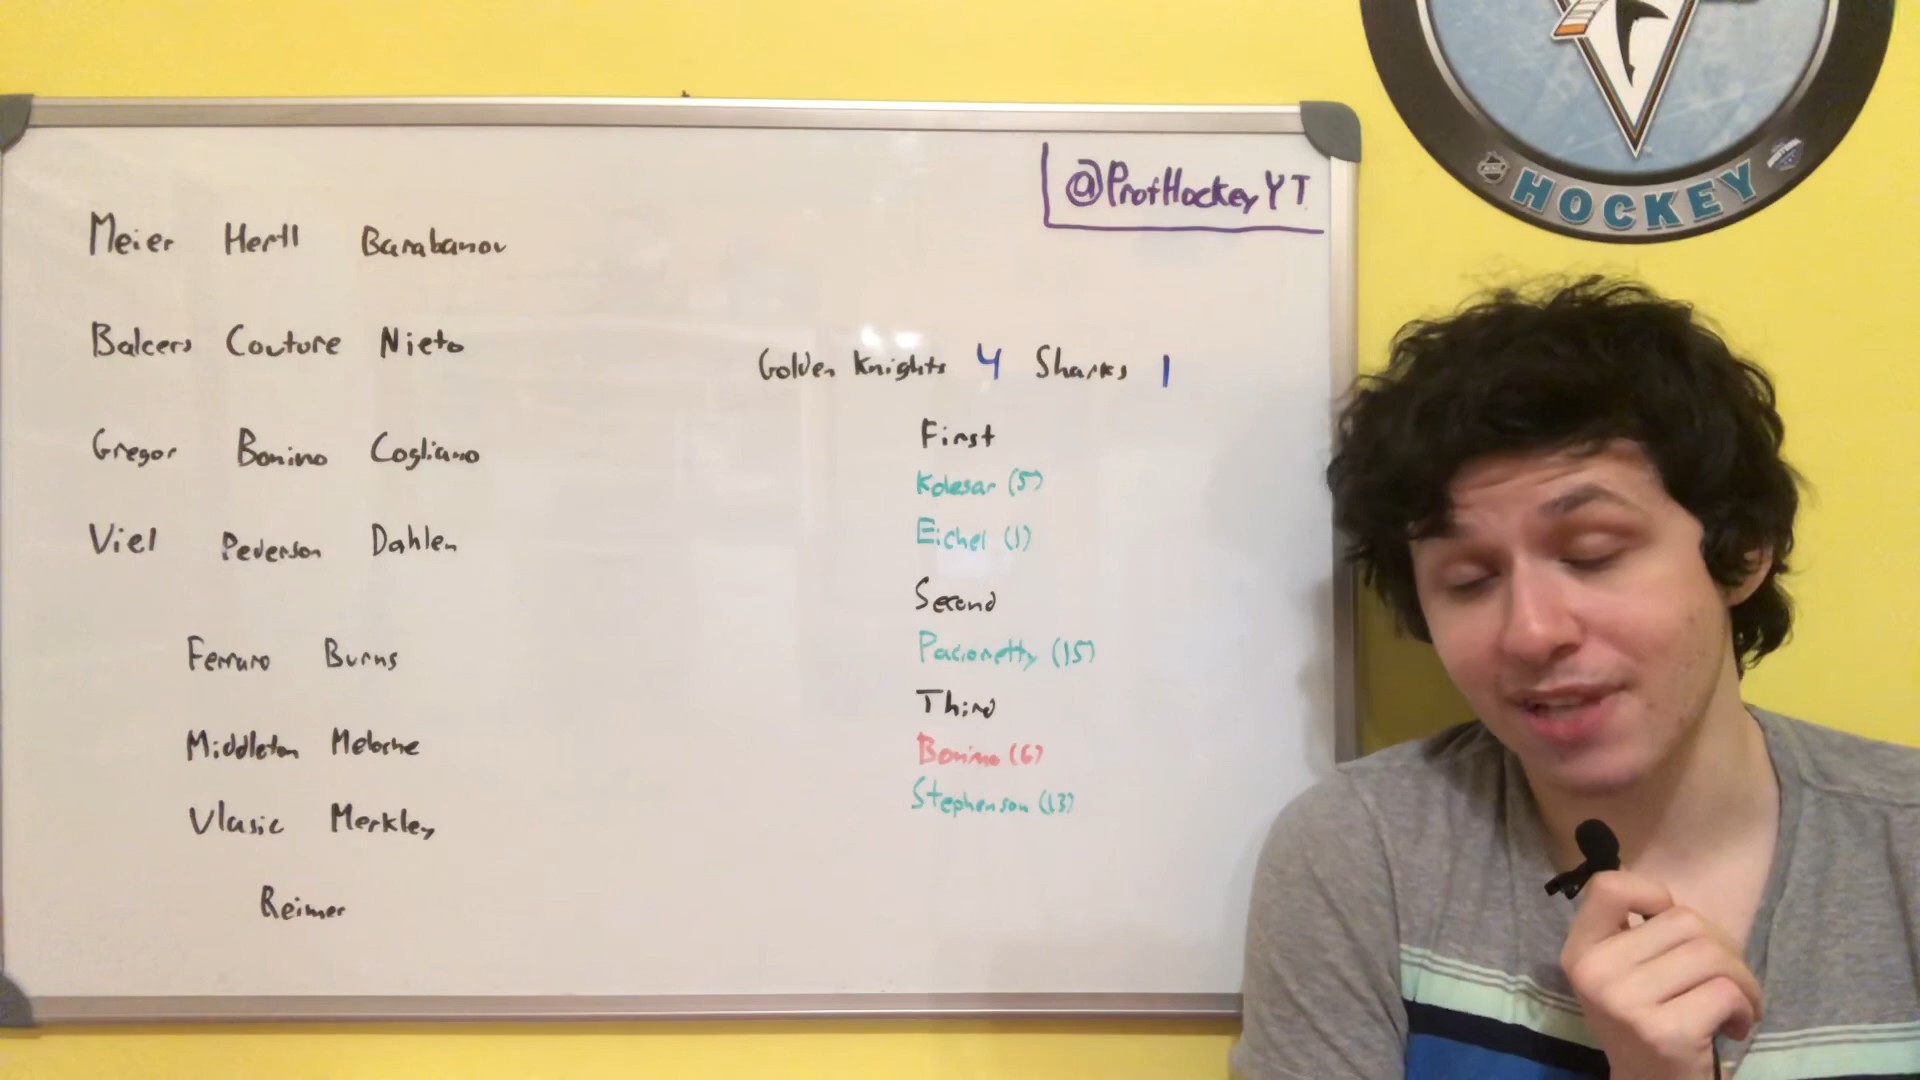 HOCKEY
@ProfHockeyYT
Meier Hertl Barabanov
Balcers Couture Nieto
Gregor Bonino Cogliano
Viel Pederson Dahlen
Ferraro Burns
Middleton Meloche
Vlasic Merkley
Reimer
Golden Knights 4 Sharks 1
First
Kolesar (5)
Eichel (1)
Second
Pacioretty (15)
Third
Bonino (6)
Stephenson (13)